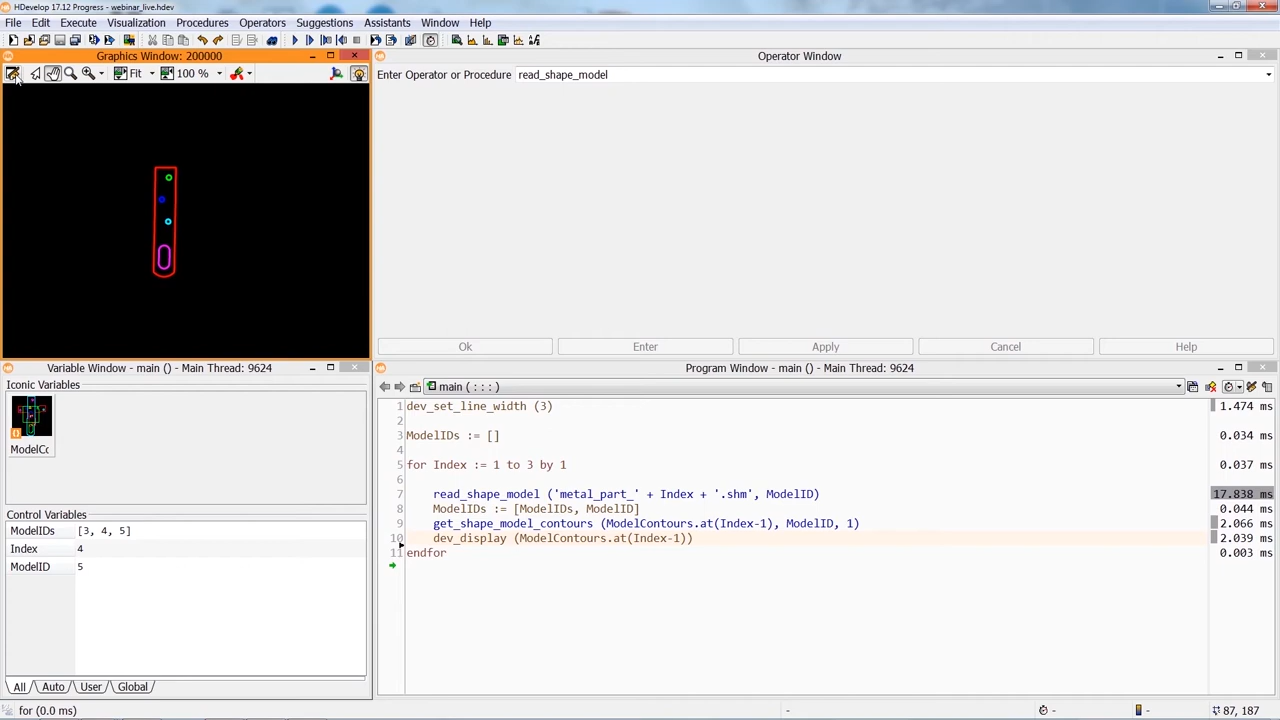 HDevelop 17.12 Progress - webinar_live.hdev
File Edit Execute Visualization Procedures Operators Suggestions Assistants Window Help
Graphics Window: 200000
Fit 100 %
Operator Window
Enter Operator or Procedure read_shape_model
Ok Enter Apply Cancel Help
Variable Window - main () - Main Thread: 9624
Iconic Variables
ModelCo
Control Variables
ModelIDs [3, 4, 5]
Index 4
ModelID 5
All Auto User Global
Program Window - main () - Main Thread: 9624
main ( : : : )
1 dev_set_line_width (3) 1.474 ms
2
3 ModelIDs := [] 0.034 ms
4
5 for Index := 1 to 3 by 1 0.037 ms
6
7 read_shape_model ('metal_part_' + Index + '.shm', ModelID) 17.838 ms
8 ModelIDs := [ModelIDs, ModelID] 0.044 ms
9 get_shape_model_contours (ModelContours.at(Index-1), ModelID, 1) 2.066 ms
10 dev_display (ModelContours.at(Index-1)) 2.039 ms
11 endfor 0.003 ms
for (0.0 ms) - - - 87, 187